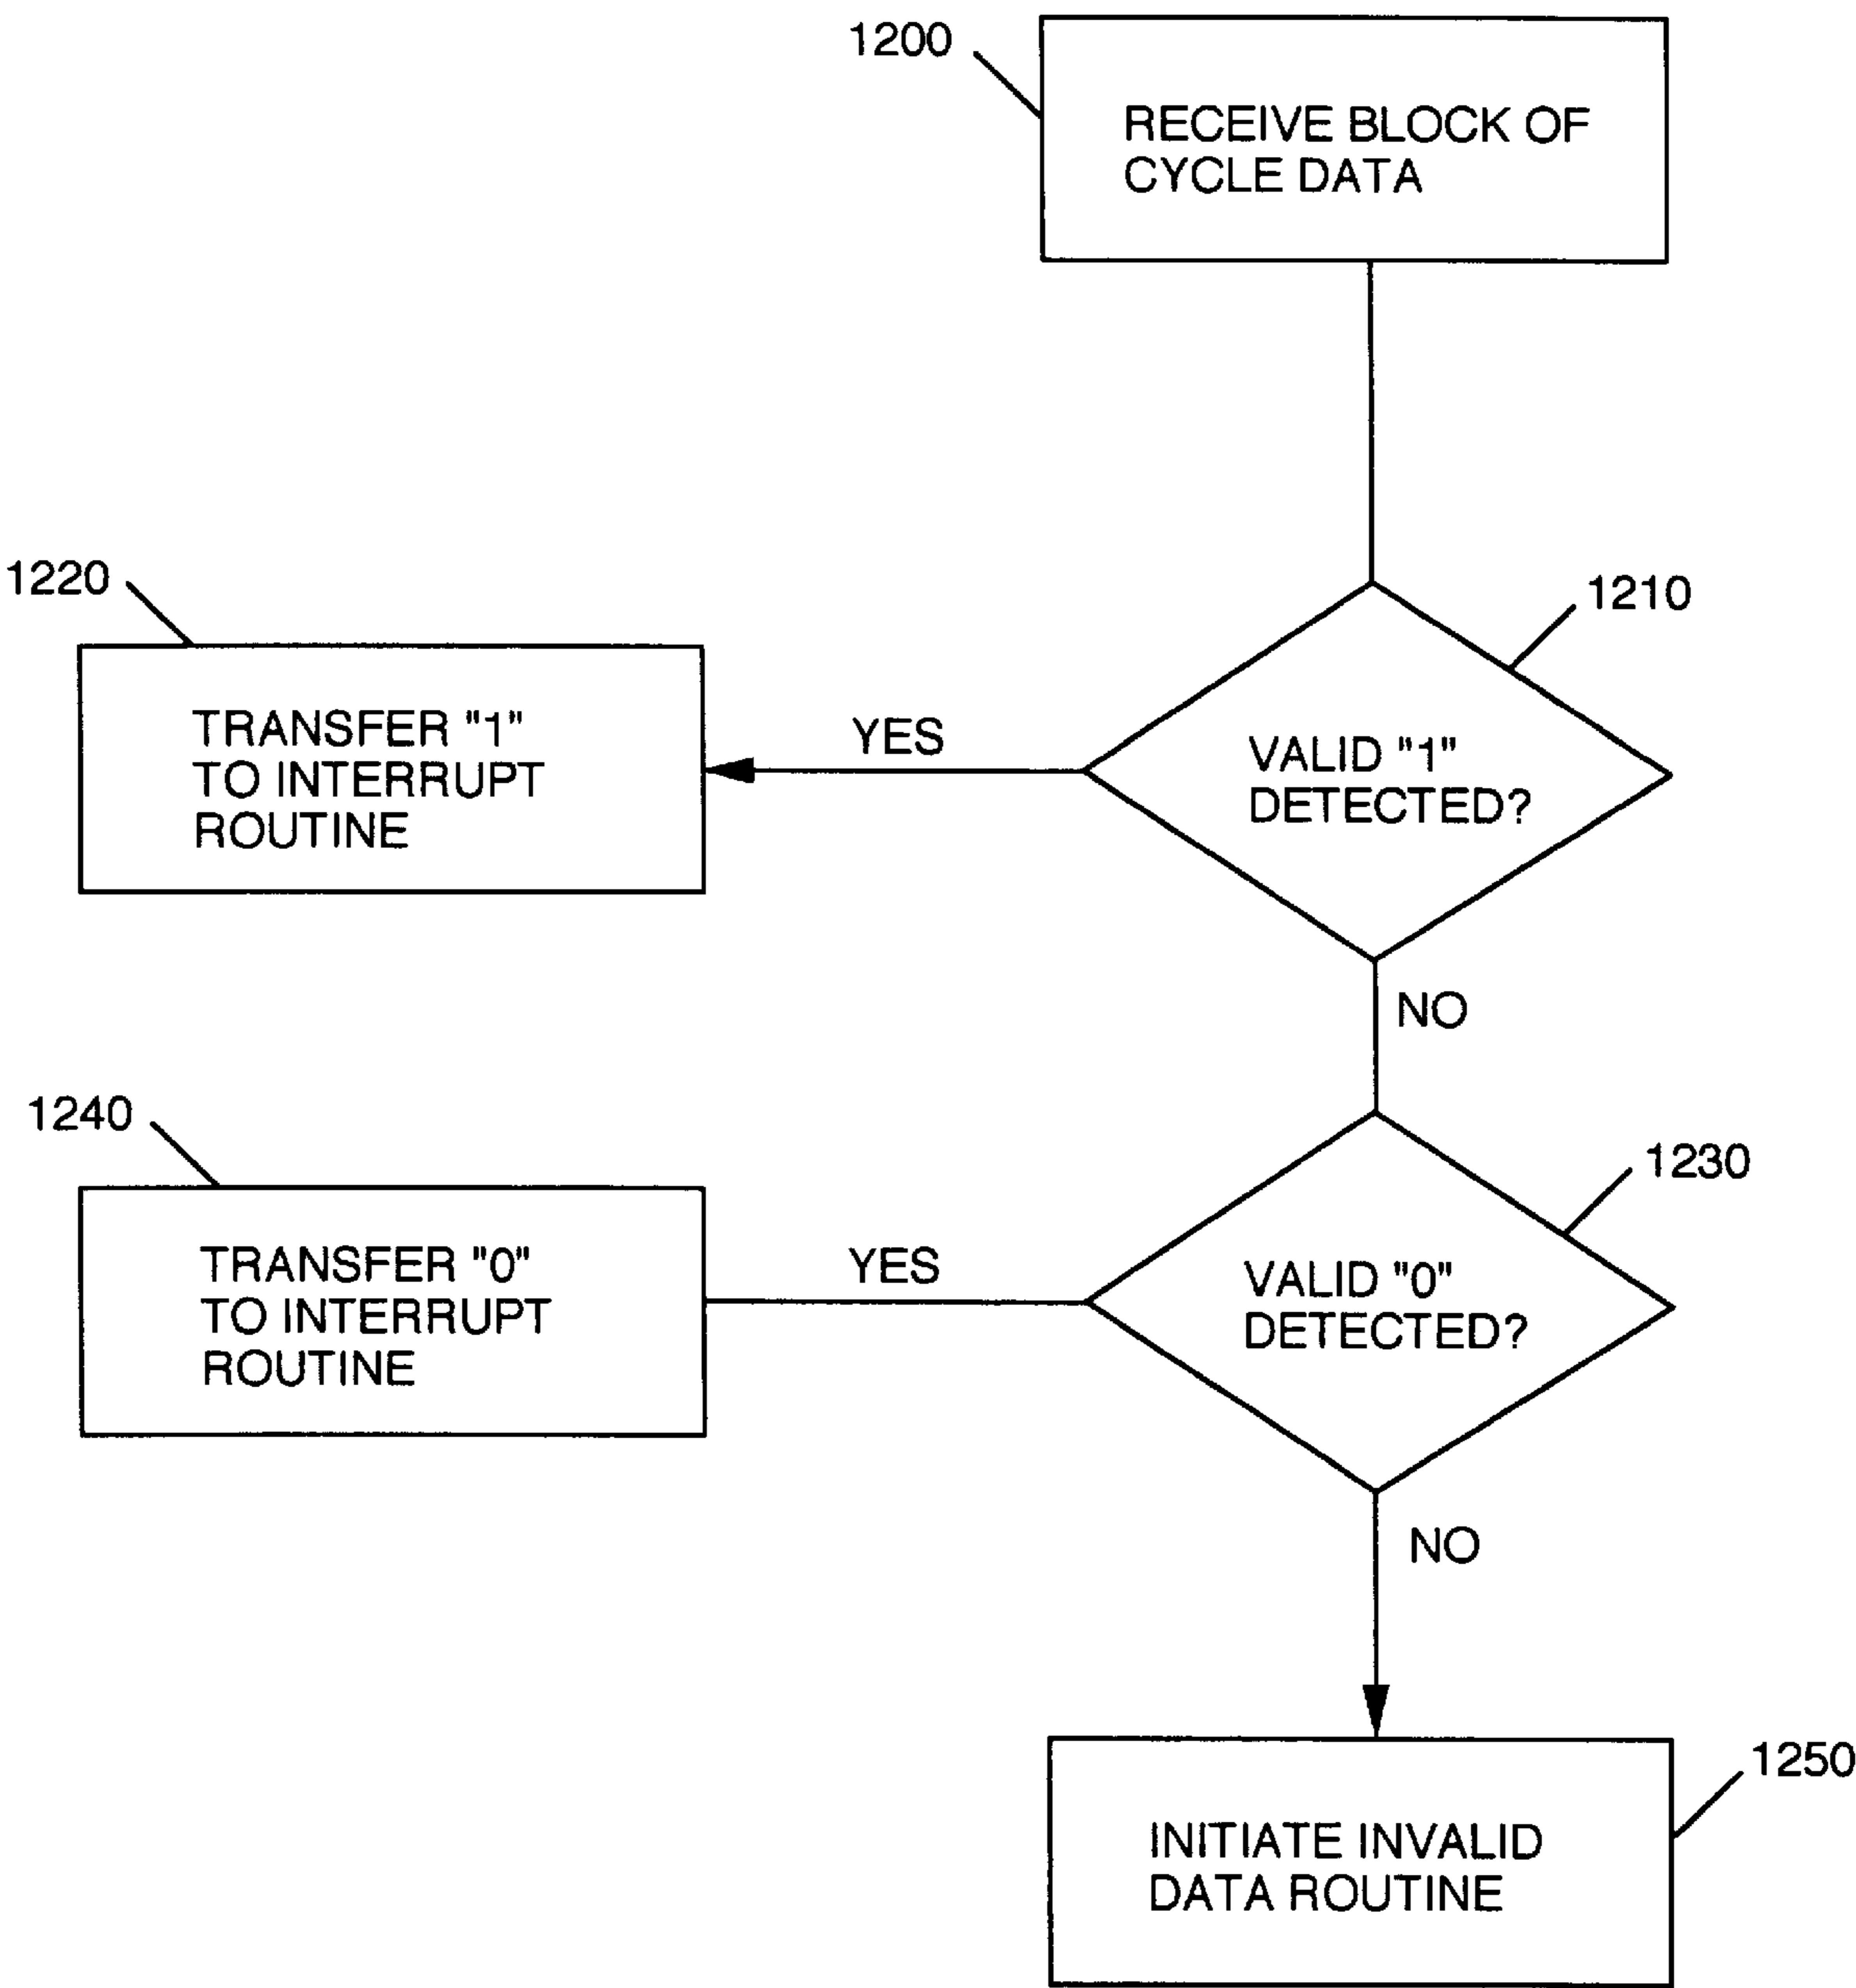 1200
RECEIVE BLOCK OF
CYCLE DATA
1220
1210
TRANSFER "1"
TO INTERRUPT
ROUTINE
YES
VALID "1"
DETECTED?
NO
1240
1230
TRANSFER "0"
TO INTERRUPT
ROUTINE
YES
VALID "0"
DETECTED?
NO
1250
INITIATE INVALID
DATA ROUTINE